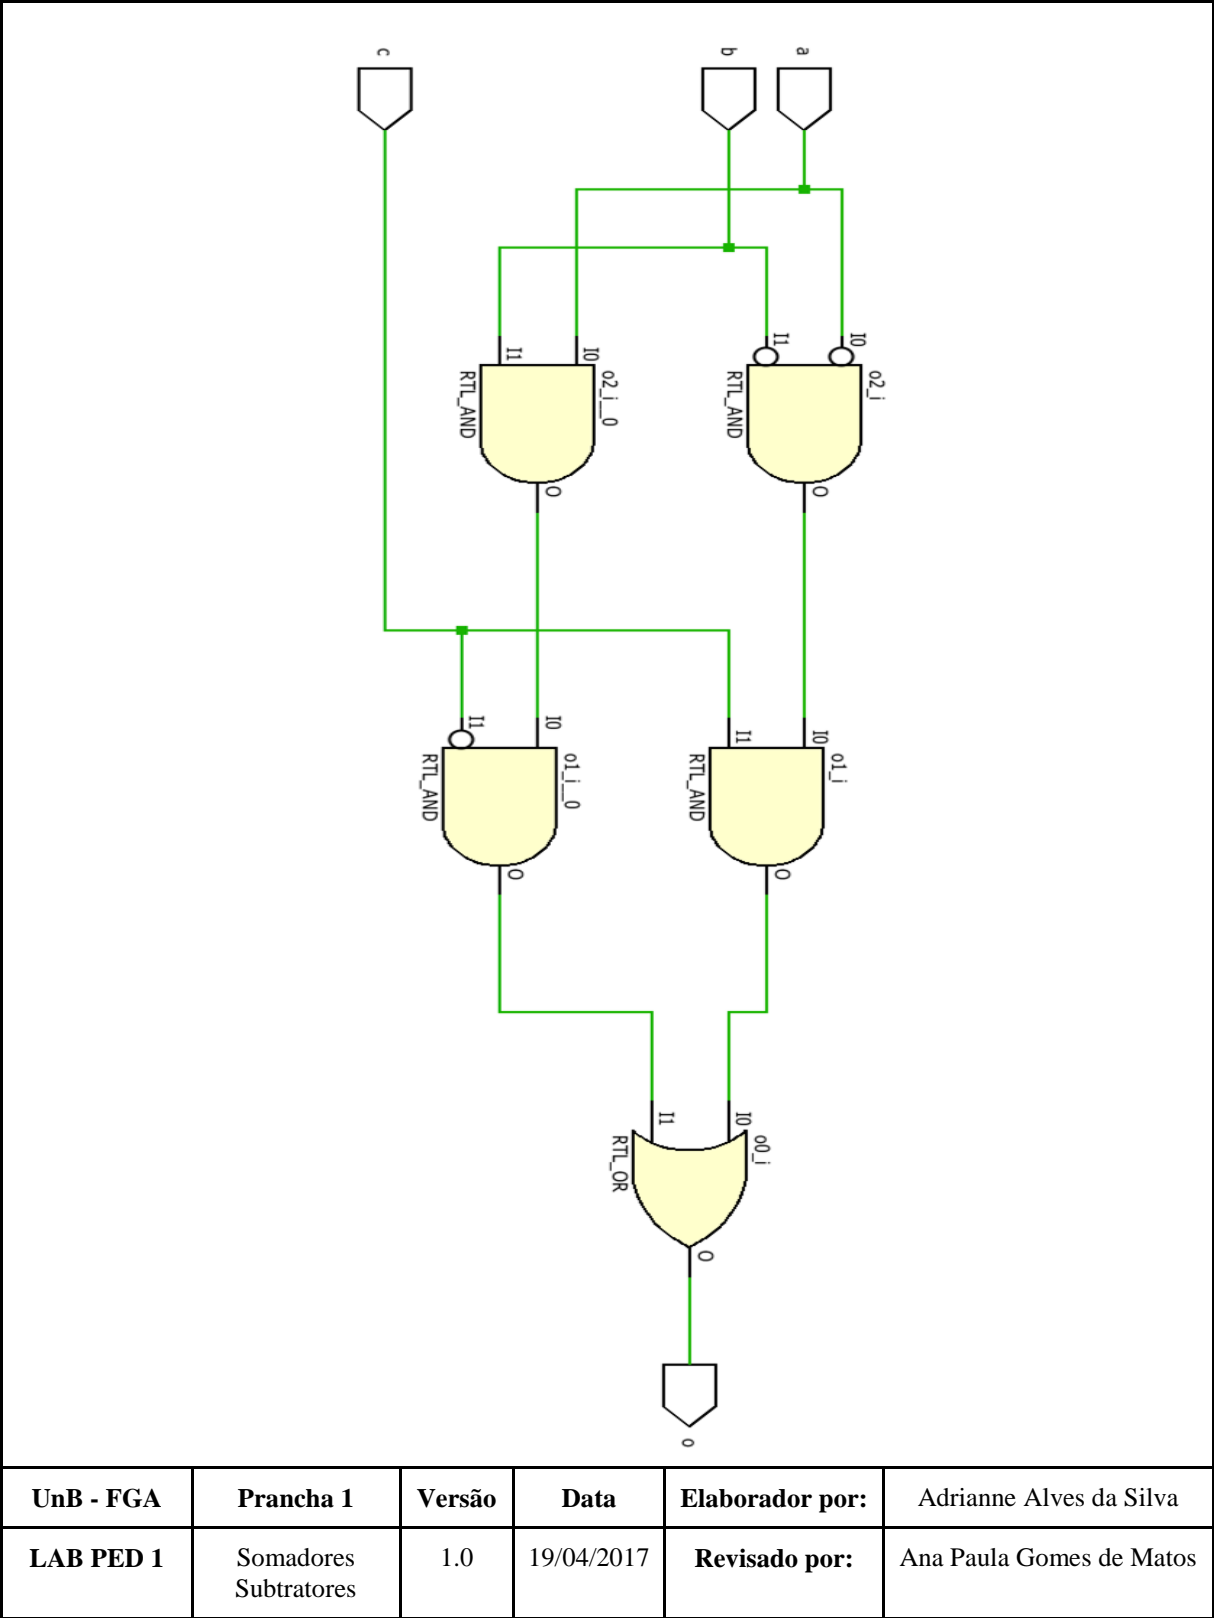 c
b
a
I1
I0
I1
I0
o2_i__0
RTL_AND
o2_i
RTL_AND
O
O
I1
I0
I1
I0
o1_i__0
RTL_AND
o1_i
RTL_AND
O
O
I1
I0
o0_i
RTL_OR
O
o
UnB - FGA
Prancha 1
Versão
Data
Elaborador por:
Adrianne Alves da Silva
LAB PED 1
Somadores
Subtratores
1.0
19/04/2017
Revisado por:
Ana Paula Gomes de Matos